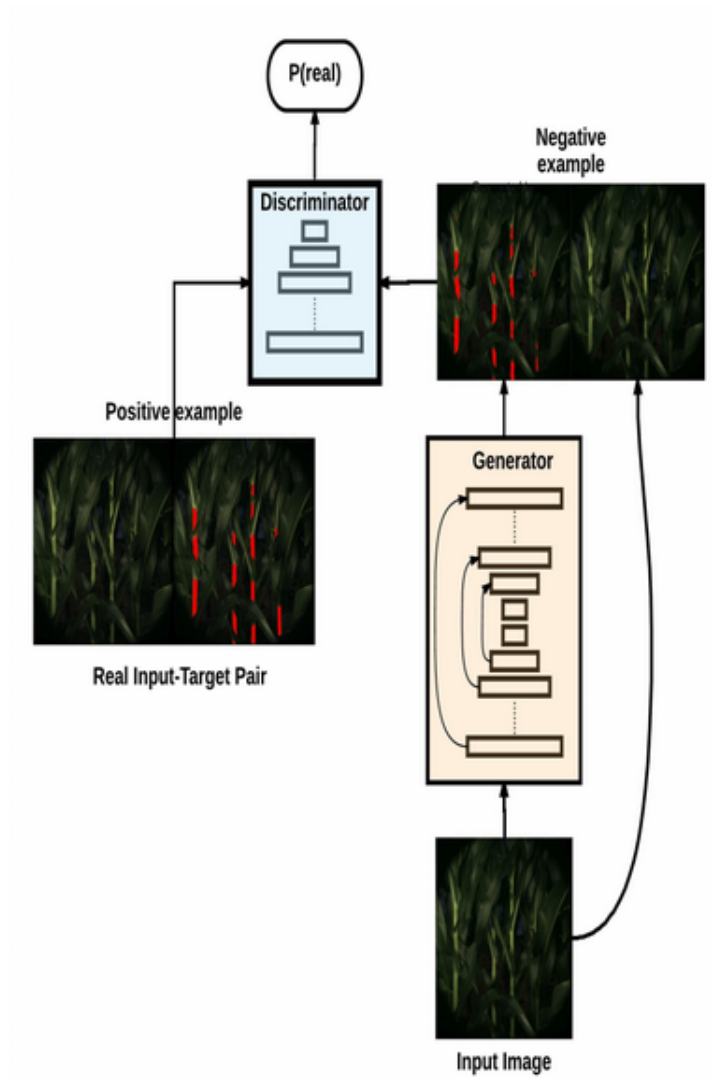 P(real)
Negative
example
Discriminator
Positive example
Generator
Real Input-Target Pair
Input Image